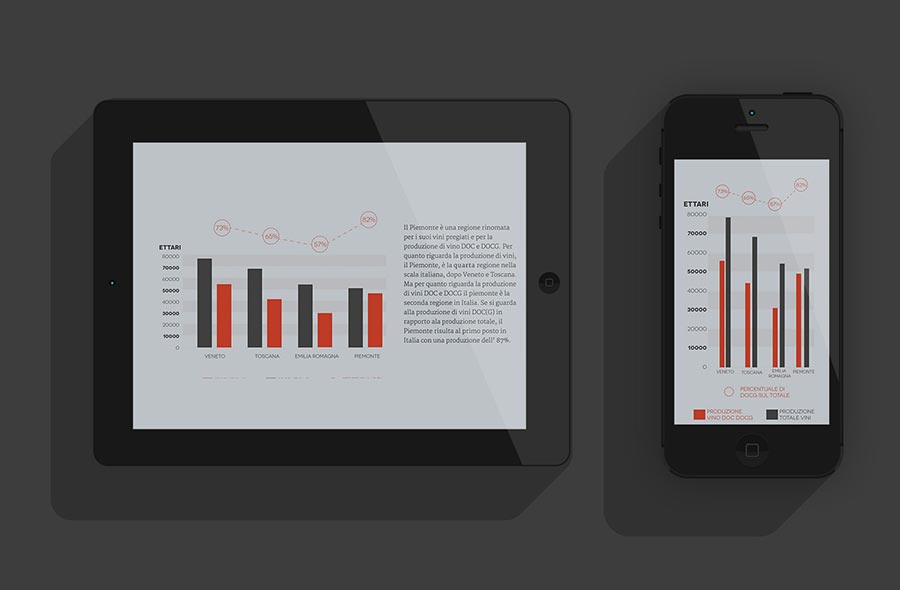 73%
65%
57%
82%
ETTARI
80000
70000
60000
50000
40000
30000
20000
10000
0
VENETO
TOSCANA
EMILIA ROMAGNA
PIEMONTE
Il Piemonte è una regione rinomata
per i suoi vini pregiati e per la
produzione di vino DOC e DOCG. Per
quanto riguarda la produzione di vini,
il Piemonte, è la quarta regione nella
scala italiana, dopo Veneto e Toscana.
Ma per quanto riguarda la produzione
di vini DOC e DOCG il piemonte è la
seconda regione in Italia. Se si guarda
alla produzione di vini DOC(G) in
rapporto ala produzione totale, il
Piemonte risulta al primo posto in
Italia con una produzione dell' 87%.
73%
65%
57%
82%
ETTARI
80000
70000
60000
50000
40000
30000
20000
10000
0
VENETO
TOSCANA
EMILIA
ROMAGNA
PIEMONTE
PERCENTUALE DI
DOCG SUL TOTALE
PRODUZIONE
VINO DOC DOCG
PRODUZIONE
TOTALE VINI